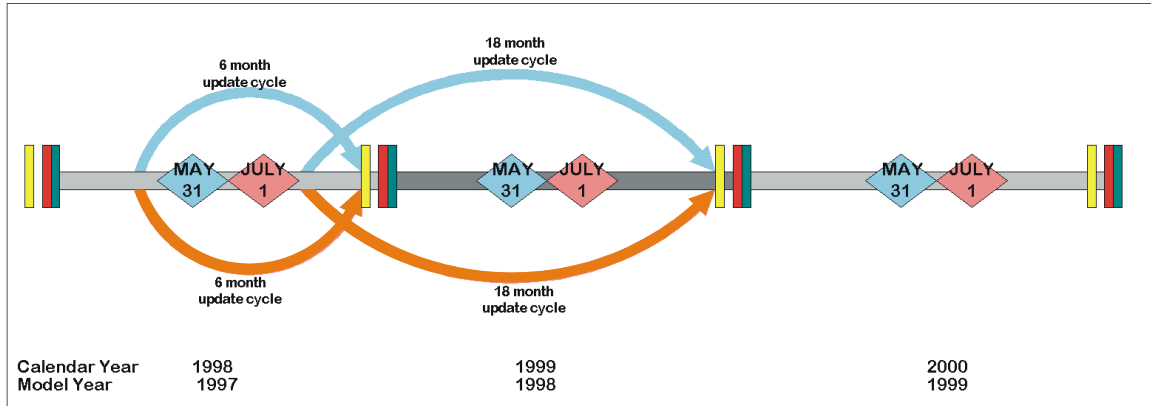 18 month
update cycle
6 month
update cycle
MAY
31
JULY
1
MAY
31
JULY
1
MAY
31
JULY
1
6 month
update cycle
18 month
update cycle
Calendar Year 1998 1999 2000
Model Year 1997 1998 1999